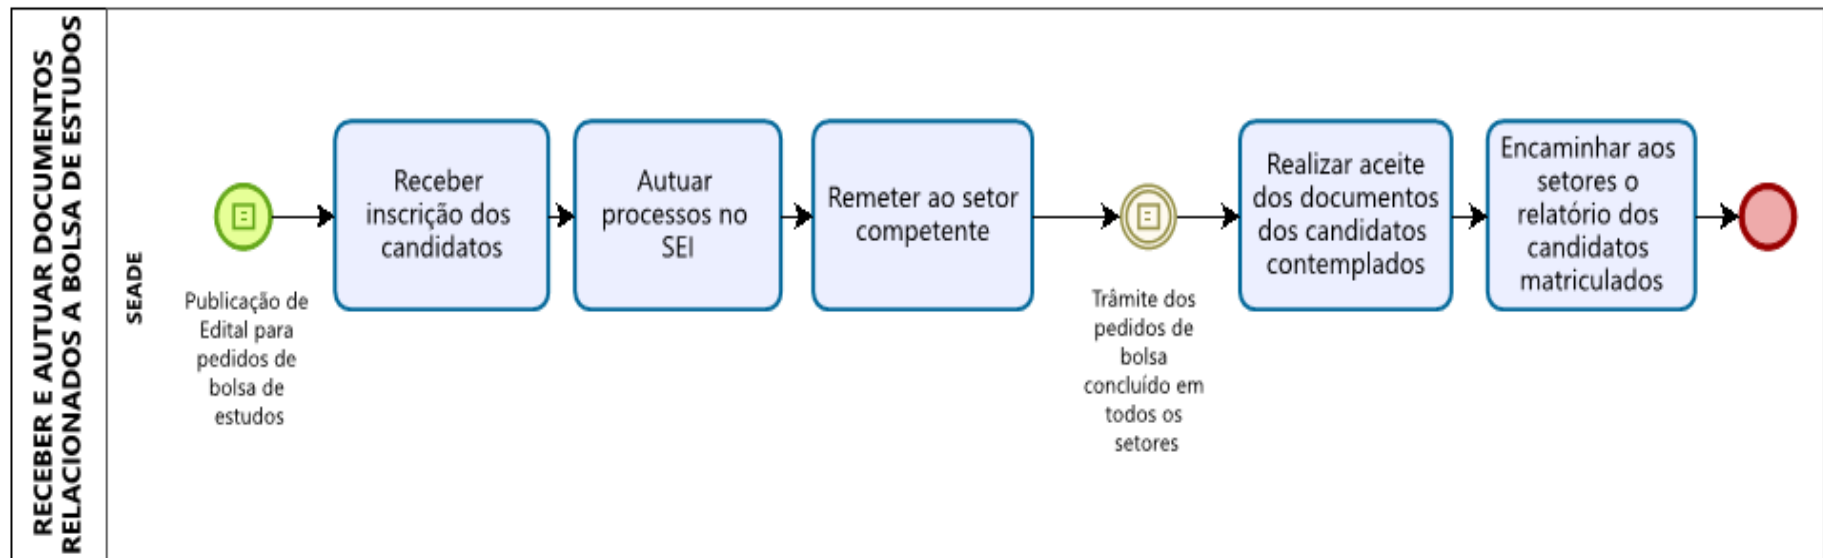 RECEBER E AUTUAR DOCUMENTOS
RELACIONADOS A BOLSA DE ESTUDOS
SEADE
Publicação de
Edital para
pedidos de
bolsa de
estudos
Receber
inscrição dos
candidatos
Autuar
processos no
SEI
Remeter ao setor
competente
Trâmite dos
pedidos de
bolsa
concluído em
todos os
setores
Realizar aceite
dos documentos
dos candidatos
contemplados
Encaminhar aos
setores o
relatório dos
candidatos
matriculados